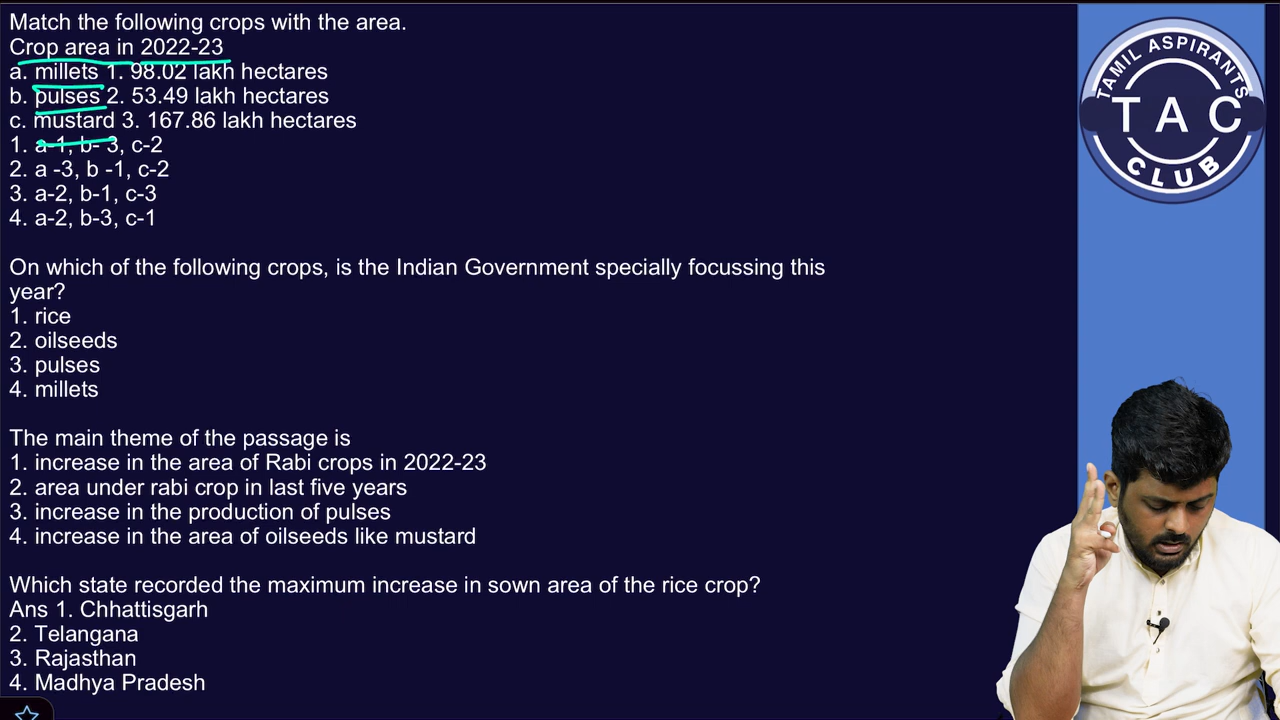 Match the following crops with the area.
Crop area in 2022-23
a. millets 1. 98.02 lakh hectares
b. pulses 2. 53.49 lakh hectares
c. mustard 3. 167.86 lakh hectares
1. a-1, b- 3, c-2
2. a -3, b -1, c-2
3. a-2, b-1, c-3
4. a-2, b-3, c-1
On which of the following crops, is the Indian Government specially focussing this
year?
1. rice
2. oilseeds
3. pulses
4. millets
The main theme of the passage is
1. increase in the area of Rabi crops in 2022-23
2. area under rabi crop in last five years
3. increase in the production of pulses
4. increase in the area of oilseeds like mustard
Which state recorded the maximum increase in sown area of the rice crop?
Ans 1. Chhattisgarh
2. Telangana
3. Rajasthan
4. Madhya Pradesh
TAMIL ASPIRANTS
TAC
CLUB